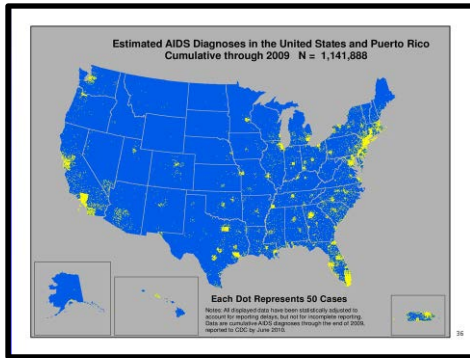 Estimated AIDS Diagnoses in the United States and Puerto Rico
Cumulative through 2009 N = 1,141,888
Each Dot Represents 50 Cases
Notes: All displayed data have been statistically adjusted to
account for reporting delays, but not for incomplete reporting.
Data are cumulative AIDS diagnoses through the end of 2009,
reported to CDC by June 2010.
36